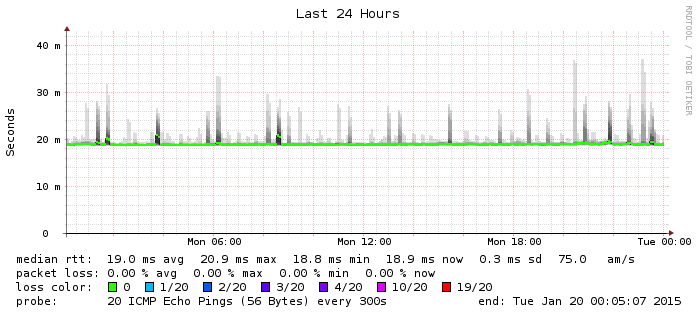 Last 24 Hours
RRDTOOL / TOBI OETIKER
Seconds
40 m
30 m
20 m
10 m
0
Mon 06:00 Mon 12:00 Mon 18:00 Tue 00:00
median rtt: 19.0 ms avg 20.9 ms max 18.8 ms min 18.9 ms now 0.3 ms sd 75.0 am/s
packet loss: 0.00 % avg 0.00 % max 0.00 % min 0.00 % now
loss color: 0 1/20 2/20 3/20 4/20 10/20 19/20
probe: 20 ICMP Echo Pings (56 Bytes) every 300s end: Tue Jan 20 00:05:07 2015